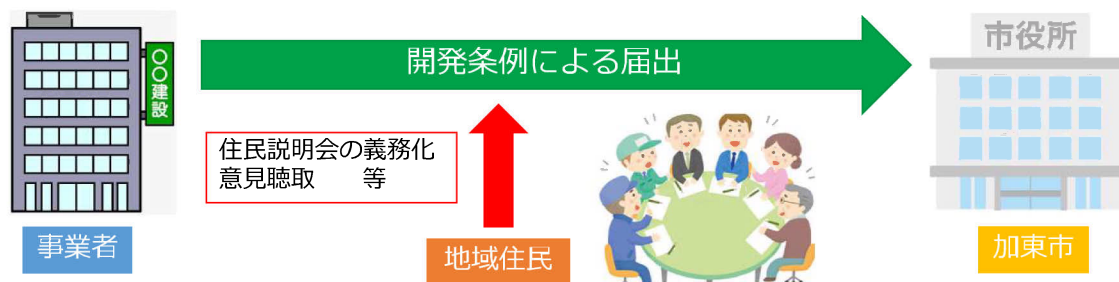 〇〇建設
開発条例による届出
市役所
住民説明会の義務化
意見聴取　　等
事業者
地域住民
加東市